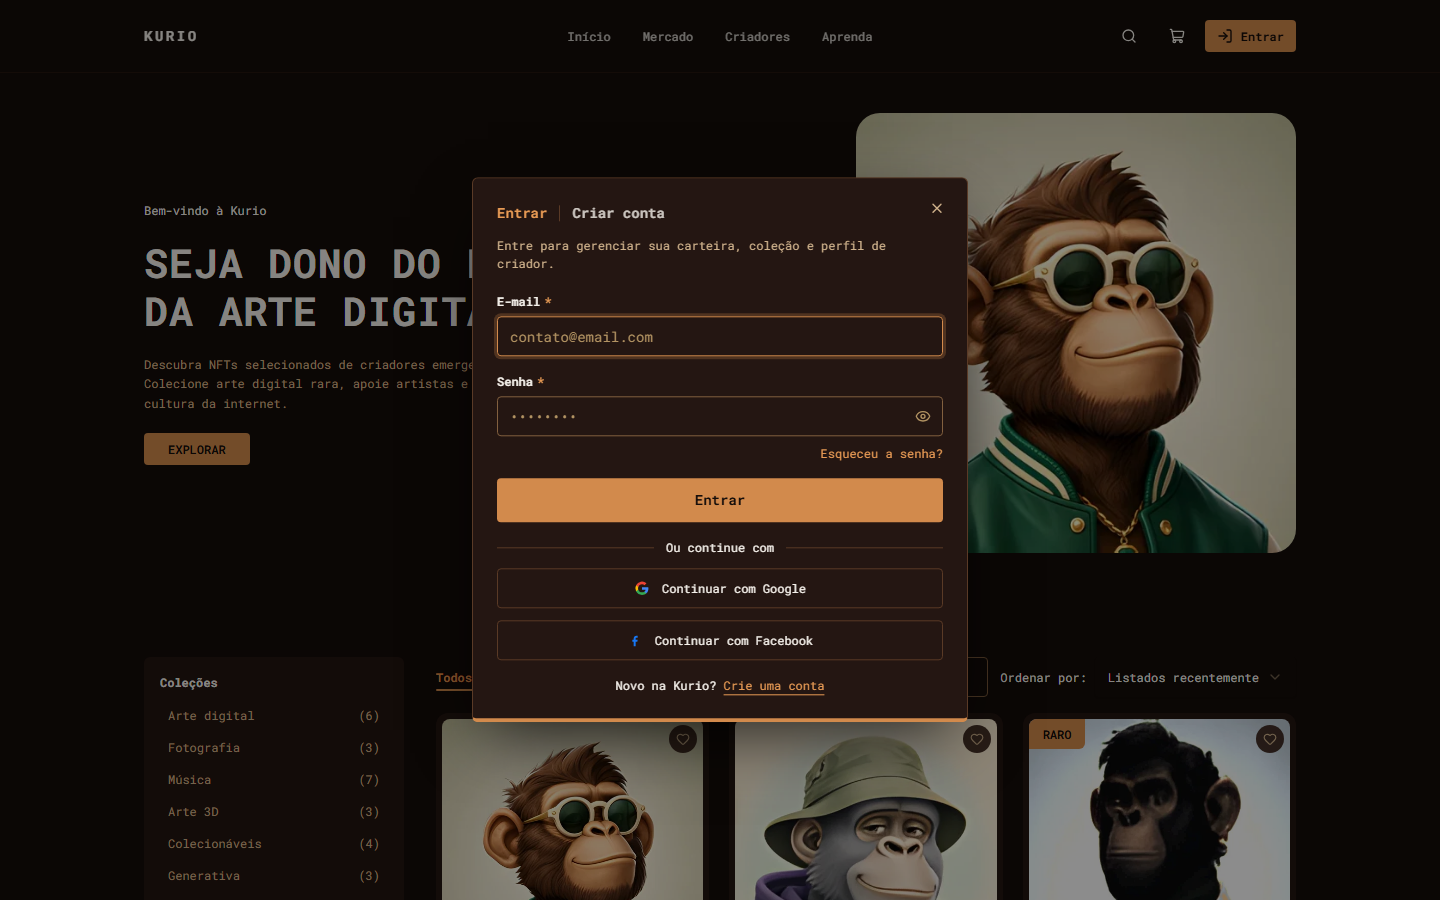 KURIO
Início
Mercado
Criadores
Aprenda
Entrar
Bem-vindo à Kurio
SEJA DONO DO
DA ARTE DIGITA
Descubra NFTs selecionados de criadores emerge
Colecione arte digital rara, apoie artistas e
cultura da internet.
EXPLORAR
Entrar
Criar conta
Entre para gerenciar sua carteira, coleção e perfil de
criador.
E-mail *
contato@email.com
Senha *
••••••••
Esqueceu a senha?
Entrar
Ou continue com
Continuar com Google
Continuar com Facebook
Novo na Kurio? Crie uma conta
Coleções
Arte digital (6)
Fotografia (3)
Música (7)
Arte 3D (3)
Colecionáveis (4)
Generativa (3)
Todos
Ordenar por: Listados recentemente
RARO